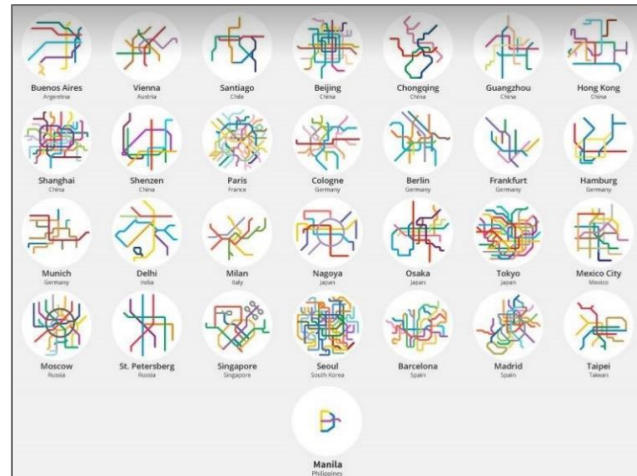 Buenos Aires
Argentina
Vienna
Austria
Santiago
Chile
Beijing
China
Chongqing
China
Guangzhou
China
Hong Kong
China
Shanghai
China
Shenzen
China
Paris
France
Cologne
Germany
Berlin
Germany
Frankfurt
Germany
Hamburg
Germany
Munich
Germany
Delhi
India
Milan
Italy
Nagoya
Japan
Osaka
Japan
Tokyo
Japan
Mexico City
Mexico
Moscow
Russia
St. Petersberg
Russia
Singapore
Singapore
Seoul
South Korea
Barcelona
Spain
Madrid
Spain
Taipei
Taiwan
Manila
Philippines